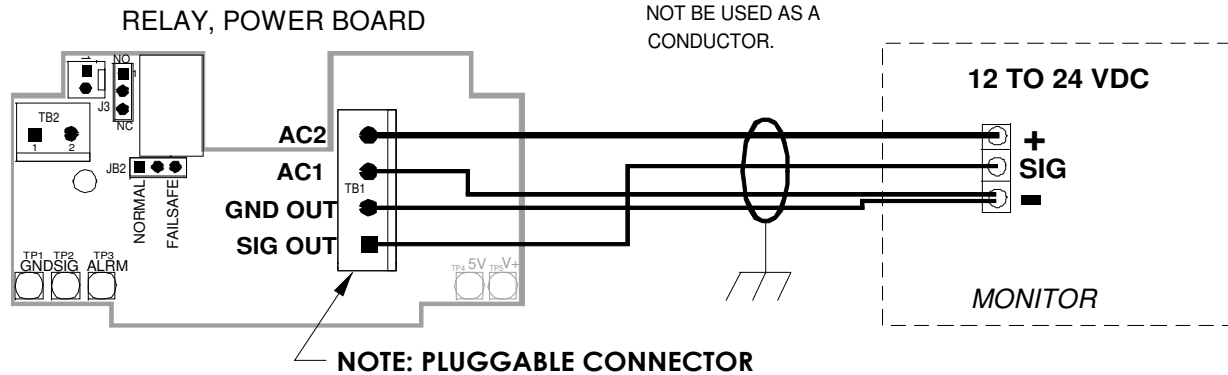 RELAY, POWER BOARD
NOT BE USED AS A
CONDUCTOR.
12 TO 24 VDC
1
NO
1
J3
NC
TB2
1 2
JB2
NORMAL
FAILSAFE
TP1 TP2 TP3
GND SIG ALRM
AC2
AC1
TB1
GND OUT
SIG OUT
TP4 5V TP5 V+
+
SIG
-
MONITOR
NOTE: PLUGGABLE CONNECTOR